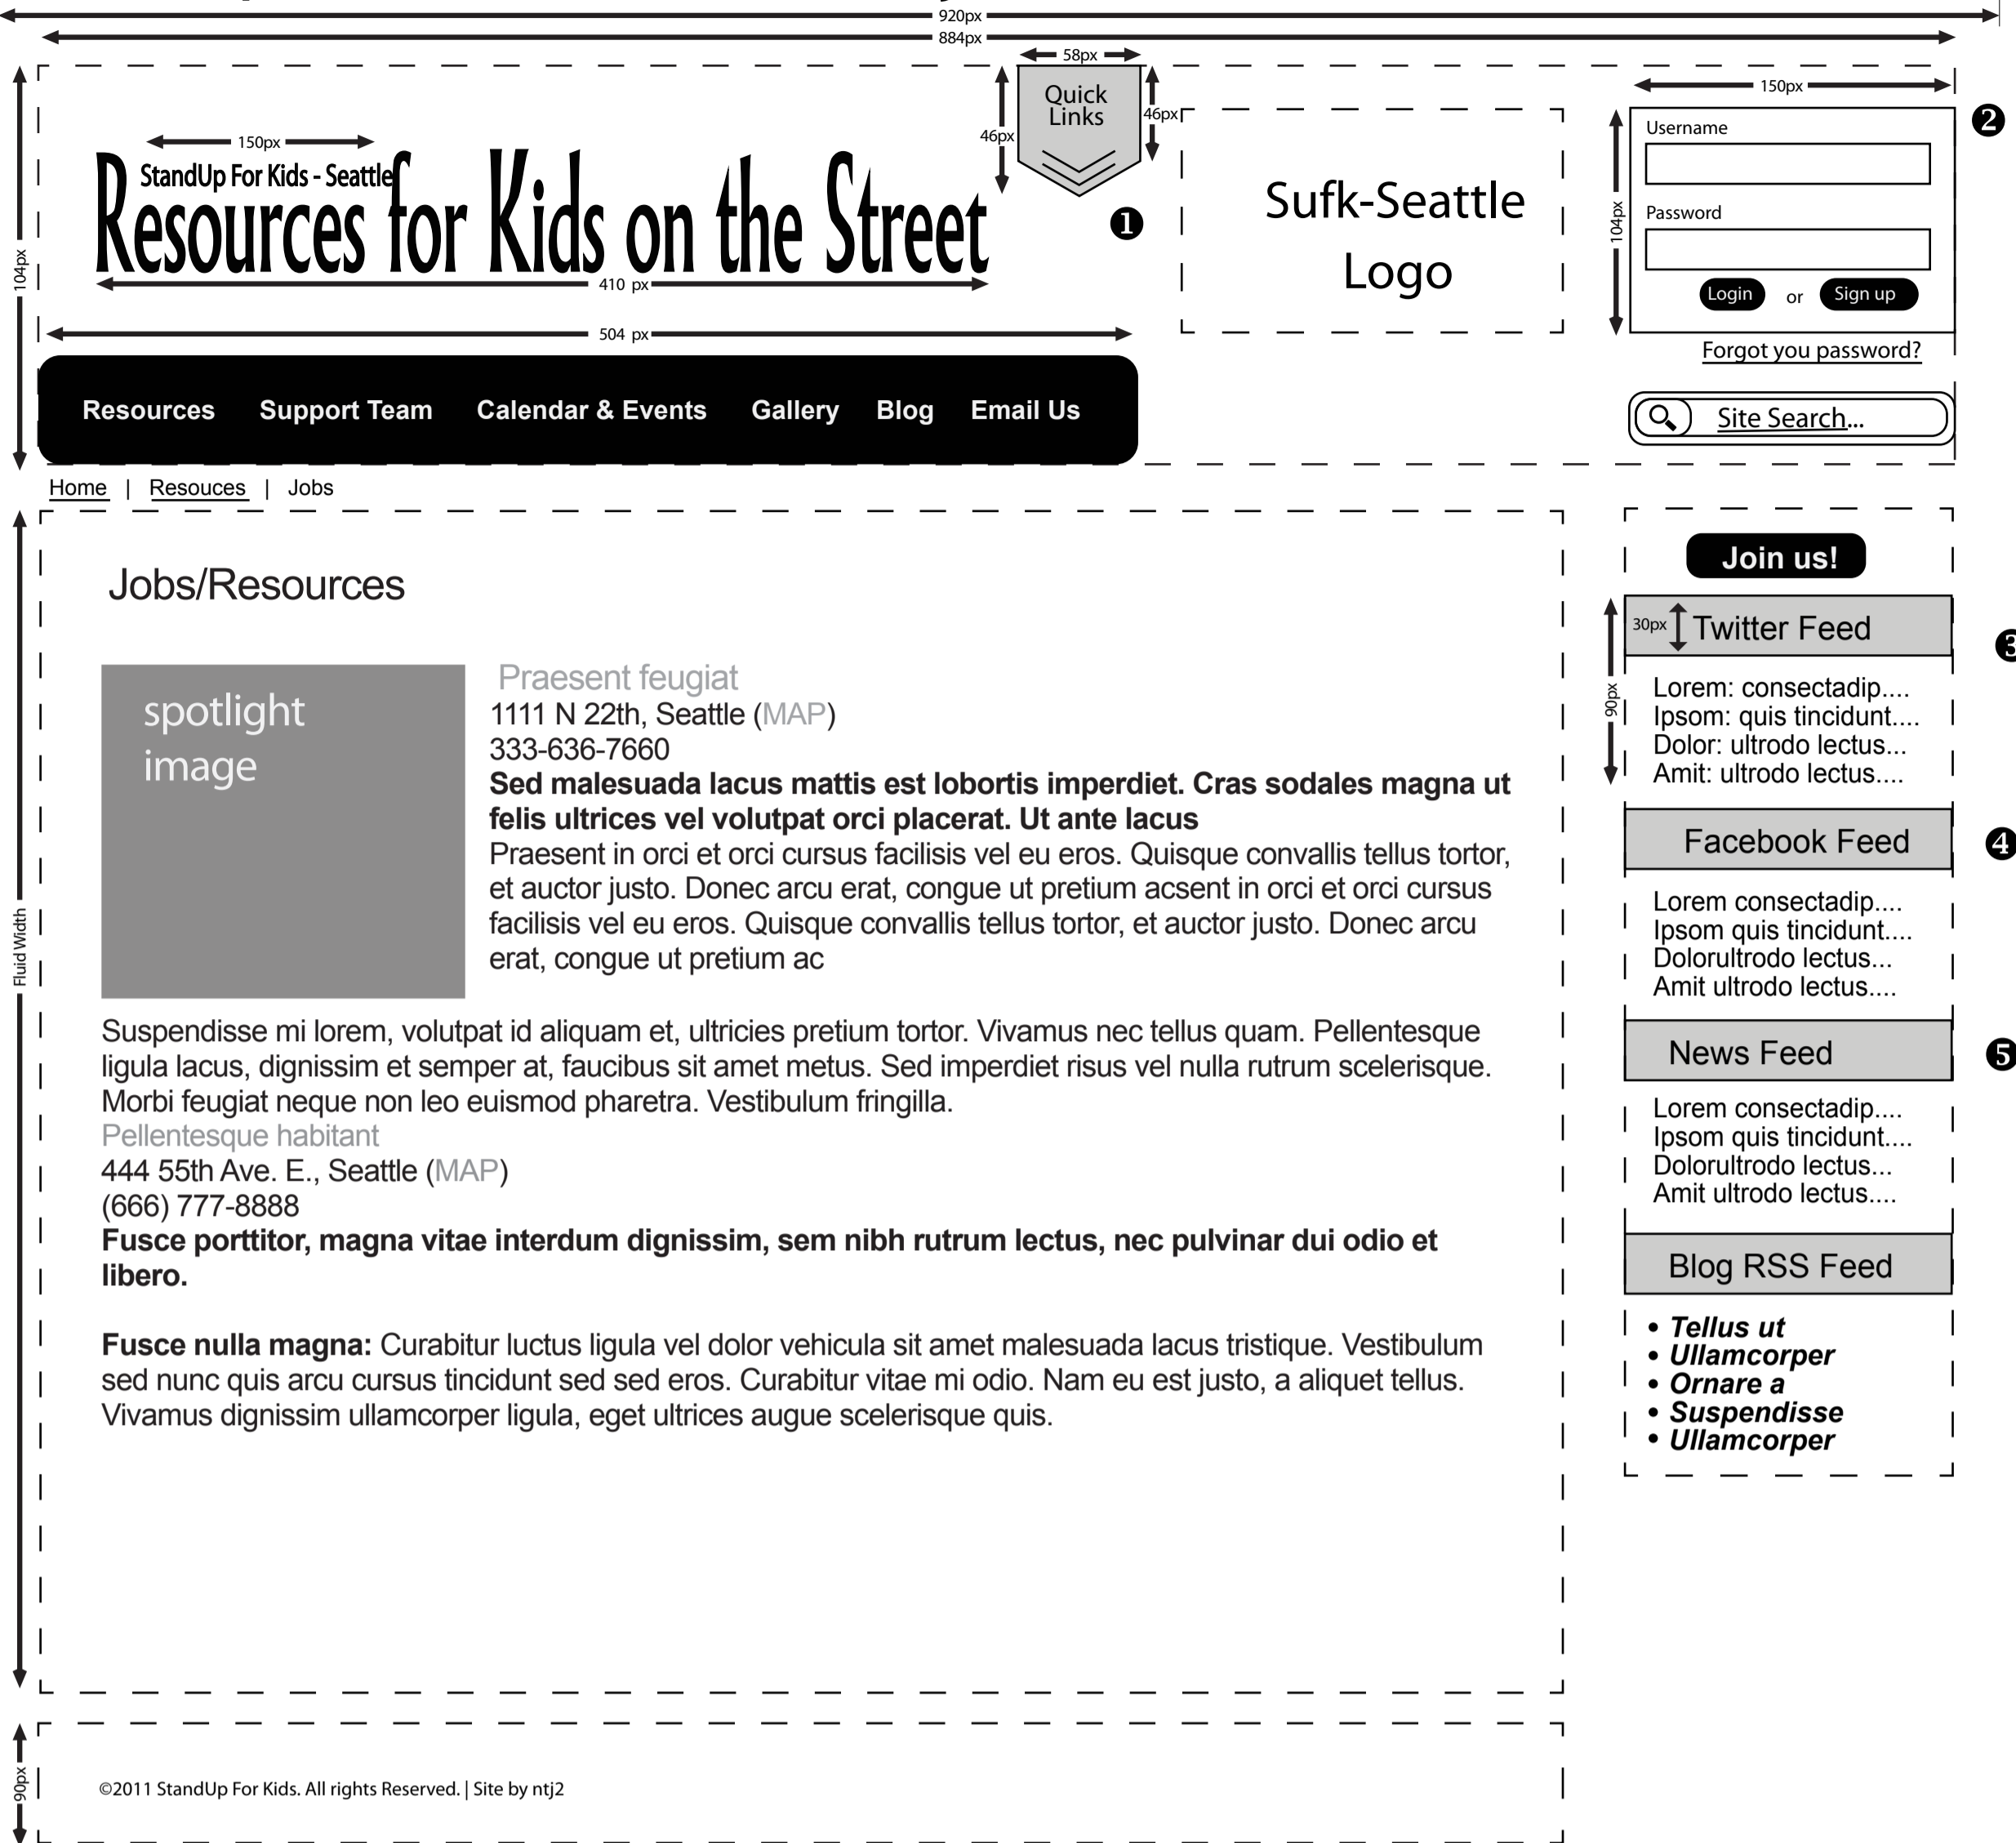 920px
884px
58px
46px
46px
Quick
Links
150px
StandUp For Kids - Seattle
Resources for Kids on the Street
410 px
504 px
104px
❶
Sufk-Seattle
Logo
150px
104px
Username
Password
Login or Sign up
Forgot you password?
❷
Resources Support Team Calendar & Events Gallery Blog Email Us
Site Search...
Home | Resouces | Jobs
Fluid Width
Jobs/Resources
spotlight
image
Praesent feugiat
1111 N 22th, Seattle (MAP)
333-636-7660
Sed malesuada lacus mattis est lobortis imperdiet. Cras sodales magna ut
felis ultrices vel volutpat orci placerat. Ut ante lacus
Praesent in orci et orci cursus facilisis vel eu eros. Quisque convallis tellus tortor,
et auctor justo. Donec arcu erat, congue ut pretium acsent in orci et orci cursus
facilisis vel eu eros. Quisque convallis tellus tortor, et auctor justo. Donec arcu
erat, congue ut pretium ac
Suspendisse mi lorem, volutpat id aliquam et, ultricies pretium tortor. Vivamus nec tellus quam. Pellentesque
ligula lacus, dignissim et semper at, faucibus sit amet metus. Sed imperdiet risus vel nulla rutrum scelerisque.
Morbi feugiat neque non leo euismod pharetra. Vestibulum fringilla.
Pellentesque habitant
444 55th Ave. E., Seattle (MAP)
(666) 777-8888
Fusce porttitor, magna vitae interdum dignissim, sem nibh rutrum lectus, nec pulvinar dui odio et
libero.
Fusce nulla magna: Curabitur luctus ligula vel dolor vehicula sit amet malesuada lacus tristique. Vestibulum
sed nunc quis arcu cursus tincidunt sed sed eros. Curabitur vitae mi odio. Nam eu est justo, a aliquet tellus.
Vivamus dignissim ullamcorper ligula, eget ultrices augue scelerisque quis.
Join us!
90px
30px
Twitter Feed
❸
Lorem: consectadip....
Ipsom: quis tincidunt....
Dolor: ultrodo lectus...
Amit: ultrodo lectus....
Facebook Feed
❹
Lorem consectadip....
Ipsom quis tincidunt....
Dolorultrodo lectus...
Amit ultrodo lectus....
News Feed
❺
Lorem consectadip....
Ipsom quis tincidunt....
Dolorultrodo lectus...
Amit ultrodo lectus....
Blog RSS Feed
• Tellus ut
• Ullamcorper
• Ornare a
• Suspendisse
• Ullamcorper
90px
©2011 StandUp For Kids. All rights Reserved. | Site by ntj2